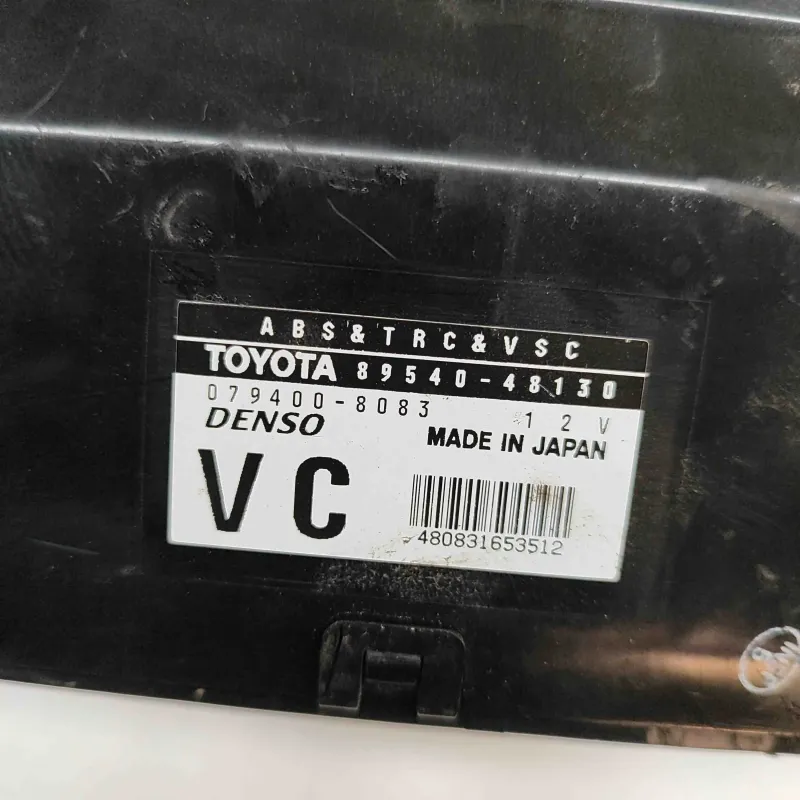 ABS&TRC&VSC
TOYOTA 89540-48130
079400-8083 12V
DENSO MADE IN JAPAN
VC
480831653512